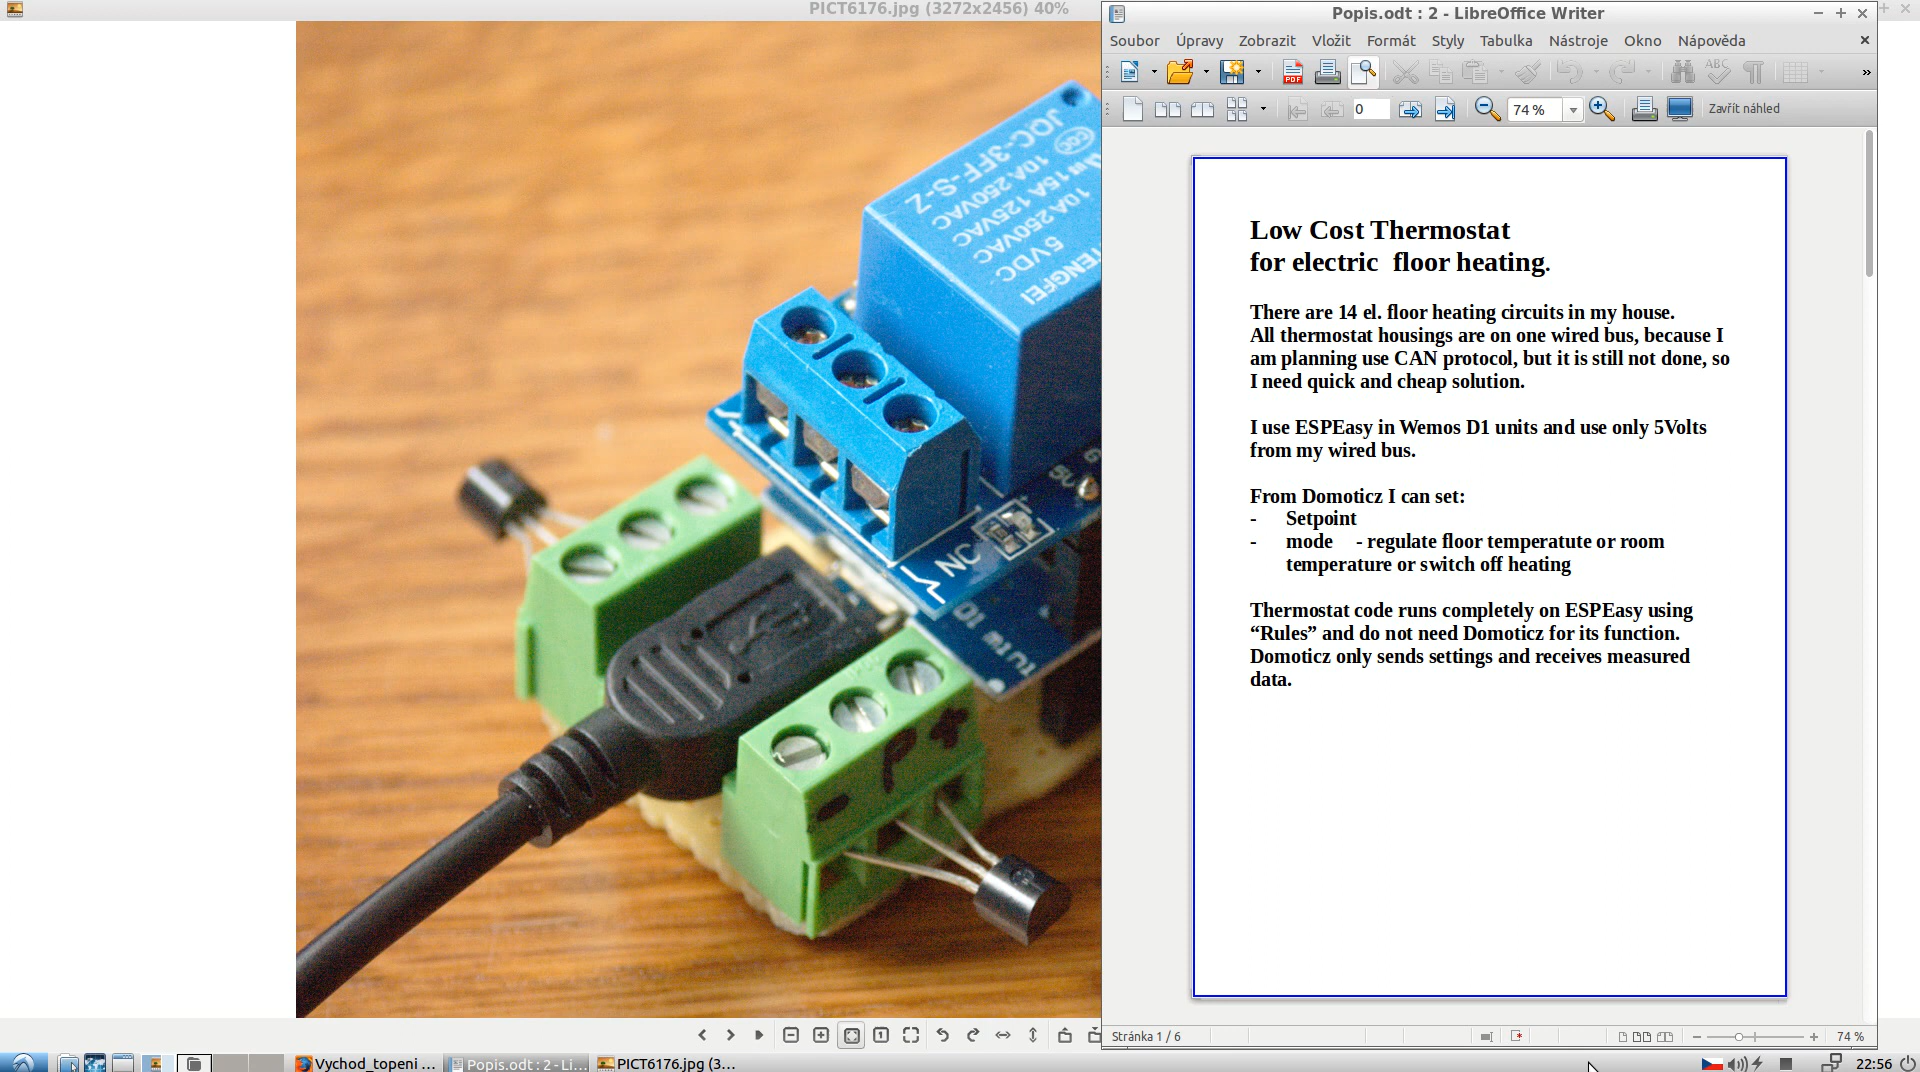 PICT6176.jpg (3272x2456) 40%
JQC-3FF-S-Z
10A 250VAC
15A 125VAC
10A 250VAC
5VDC
TENGFEI
NC
D1 mini
-
P
+
Popis.odt : 2 - LibreOffice Writer
Soubor Úpravy Zobrazit Vložit Formát Styly Tabulka Nástroje Okno Nápověda
PDF ABC
0 74 % Zavřít náhled
Low Cost Thermostat
for electric floor heating.
There are 14 el. floor heating circuits in my house.
All thermostat housings are on one wired bus, because I
am planning use CAN protocol, but it is still not done, so
I need quick and cheap solution.
I use ESPEasy in Wemos D1 units and use only 5Volts
from my wired bus.
From Domoticz I can set:
- Setpoint
- mode - regulate floor temperatute or room
temperature or switch off heating
Thermostat code runs completely on ESPEasy using
“Rules” and do not need Domoticz for its function.
Domoticz only sends settings and receives measured
data.
Stránka 1 / 6 74 %
Vychod_topeni ... Popis.odt : 2 - Li... PICT6176.jpg (3... 22:56